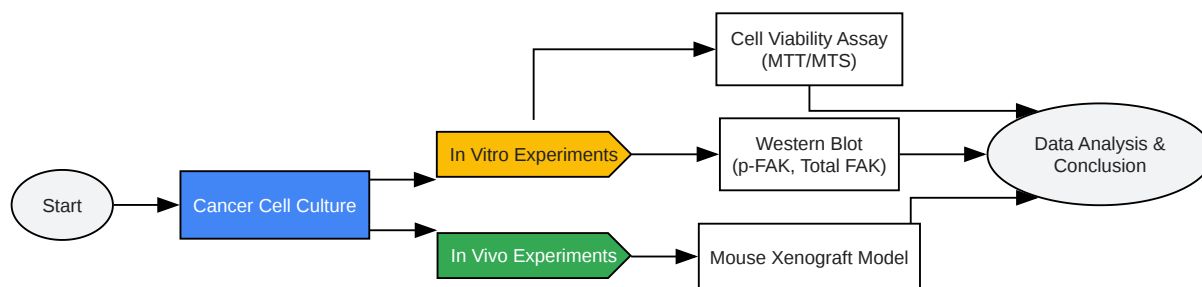 Start
Cancer Cell Culture
In Vitro Experiments
In Vivo Experiments
Cell Viability Assay
(MTT/MTS)
Western Blot
(p-FAK, Total FAK)
Mouse Xenograft Model
Data Analysis &
Conclusion